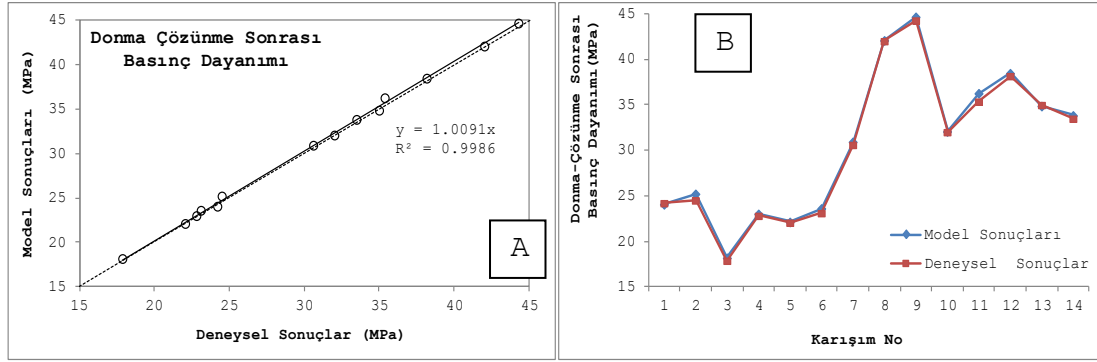 Donma Çözünme Sonrası
Basınç Dayanımı
Model Sonuçları (MPa)
45
40
35
30
25
20
15
y = 1.0091x
R² = 0.9986
A
15 20 25 30 35 40 45
Deneysel Sonuçlar (MPa)
B
Donma-Çözünme Sonrası
Basınç Dayanımı(MPa)
45
40
35
30
25
20
15
Model Sonuçları
Deneysel Sonuçlar
1 2 3 4 5 6 7 8 9 10 11 12 13 14
Karışım No